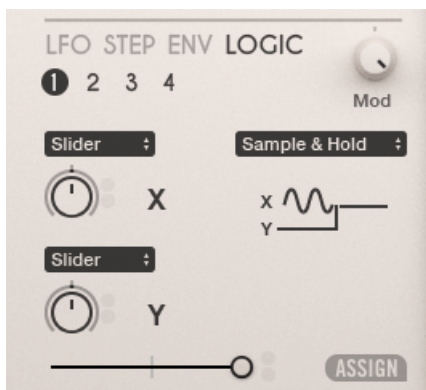 LFO STEP ENV LOGIC
1 2 3 4
Mod
Slider Sample & Hold
X X
Y
Slider
Y
ASSIGN